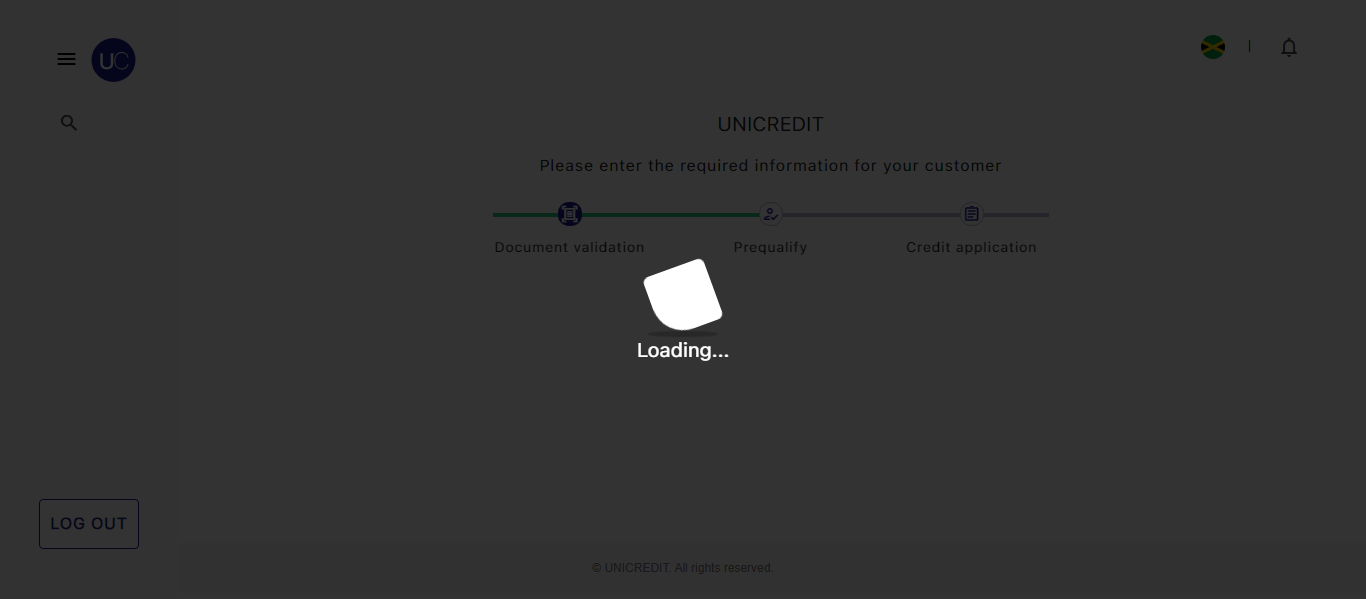 UC
UNICREDIT
Please enter the required information for your customer
Document validation
Prequalify
Credit application
Loading...
LOG OUT
© UNICREDIT. All rights reserved.